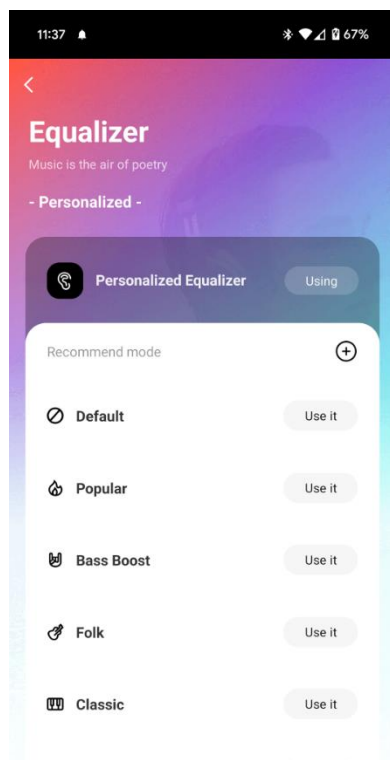 11:37 67%
Equalizer
Music is the air of poetry
- Personalized -
Personalized Equalizer Using
Recommend mode
Default Use it
Popular Use it
Bass Boost Use it
Folk Use it
Classic Use it